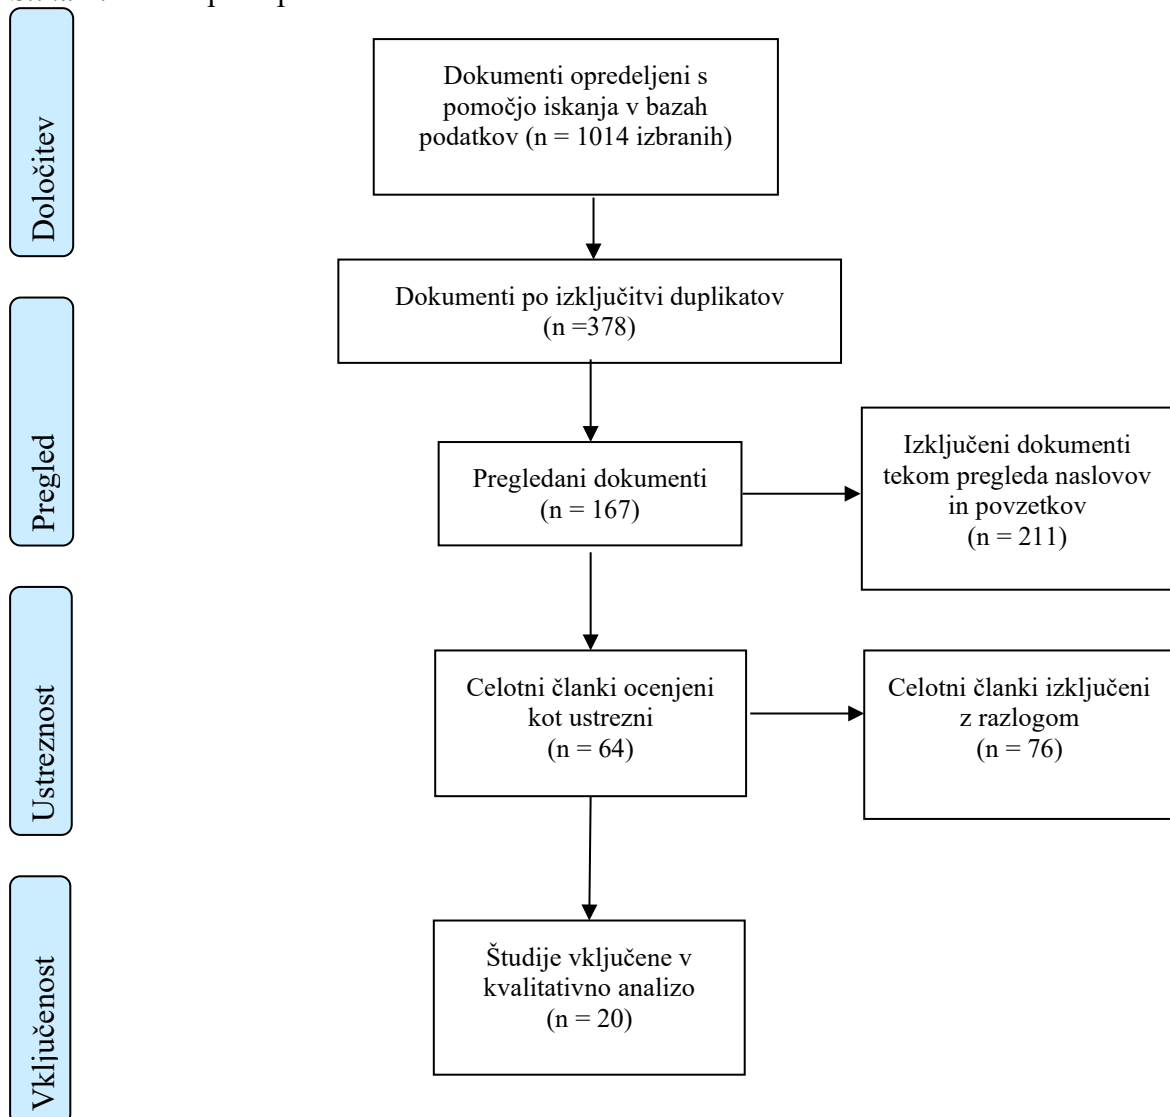 Določitev
Dokumenti opredeljeni s
pomočjo iskanja v bazah
podatkov (n = 1014 izbranih)
Dokumenti po izključitvi duplikatov
(n =378)
Pregled
Pregledani dokumenti
(n = 167)
Izključeni dokumenti
tekom pregleda naslovov
in povzetkov
(n = 211)
Ustreznost
Celotni članki ocenjeni
kot ustrezni
(n = 64)
Celotni članki izključeni
z razlogom
(n = 76)
Vključenost
Študije vključene v
kvalitativno analizo
(n = 20)